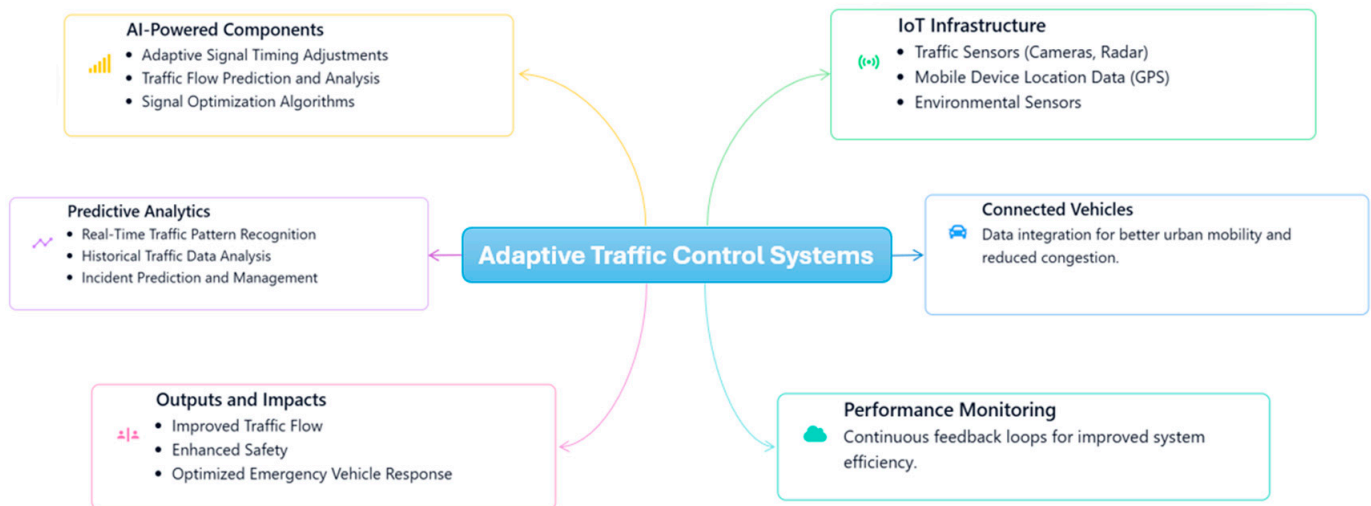 AI-Powered Components
• Adaptive Signal Timing Adjustments
• Traffic Flow Prediction and Analysis
• Signal Optimization Algorithms
IoT Infrastructure
• Traffic Sensors (Cameras, Radar)
• Mobile Device Location Data (GPS)
• Environmental Sensors
Predictive Analytics
• Real-Time Traffic Pattern Recognition
• Historical Traffic Data Analysis
• Incident Prediction and Management
Adaptive Traffic Control Systems
Connected Vehicles
Data integration for better urban mobility and
reduced congestion.
Outputs and Impacts
• Improved Traffic Flow
• Enhanced Safety
• Optimized Emergency Vehicle Response
Performance Monitoring
Continuous feedback loops for improved system
efficiency.